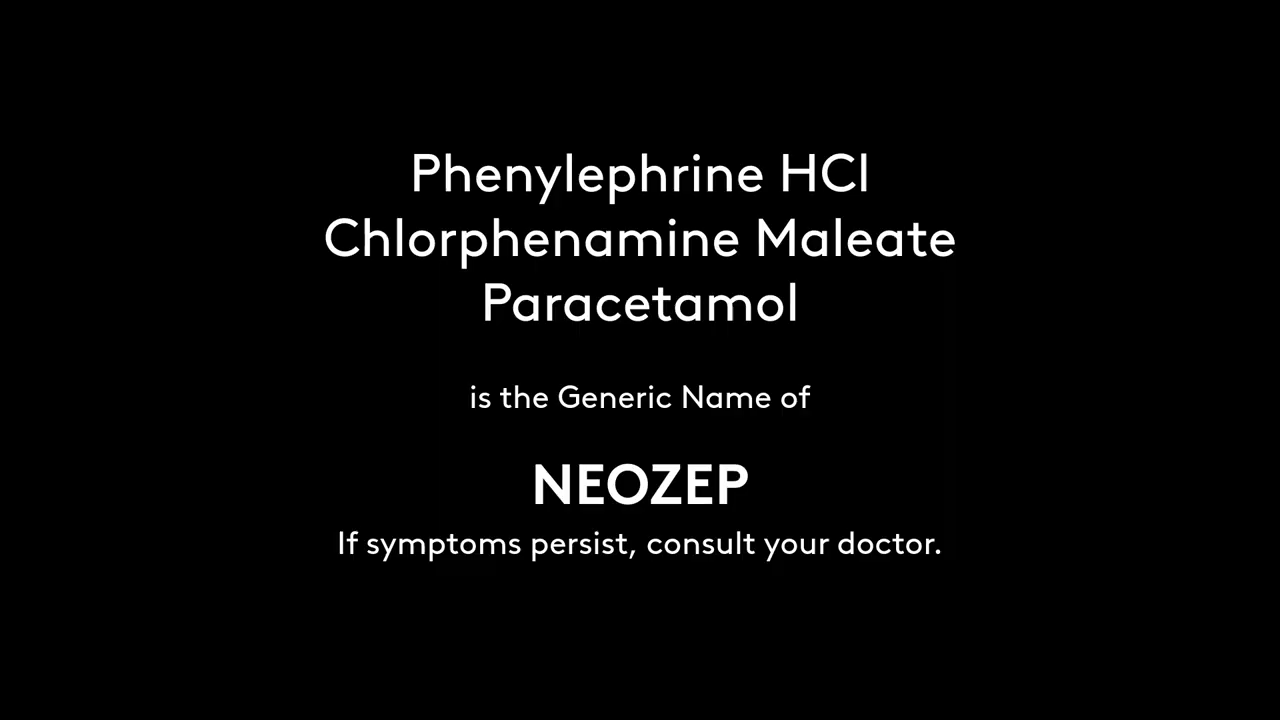 Phenylephrine HCl
Chlorphenamine Maleate
Paracetamol
is the Generic Name of
NEOZEP
If symptoms persist, consult your doctor.